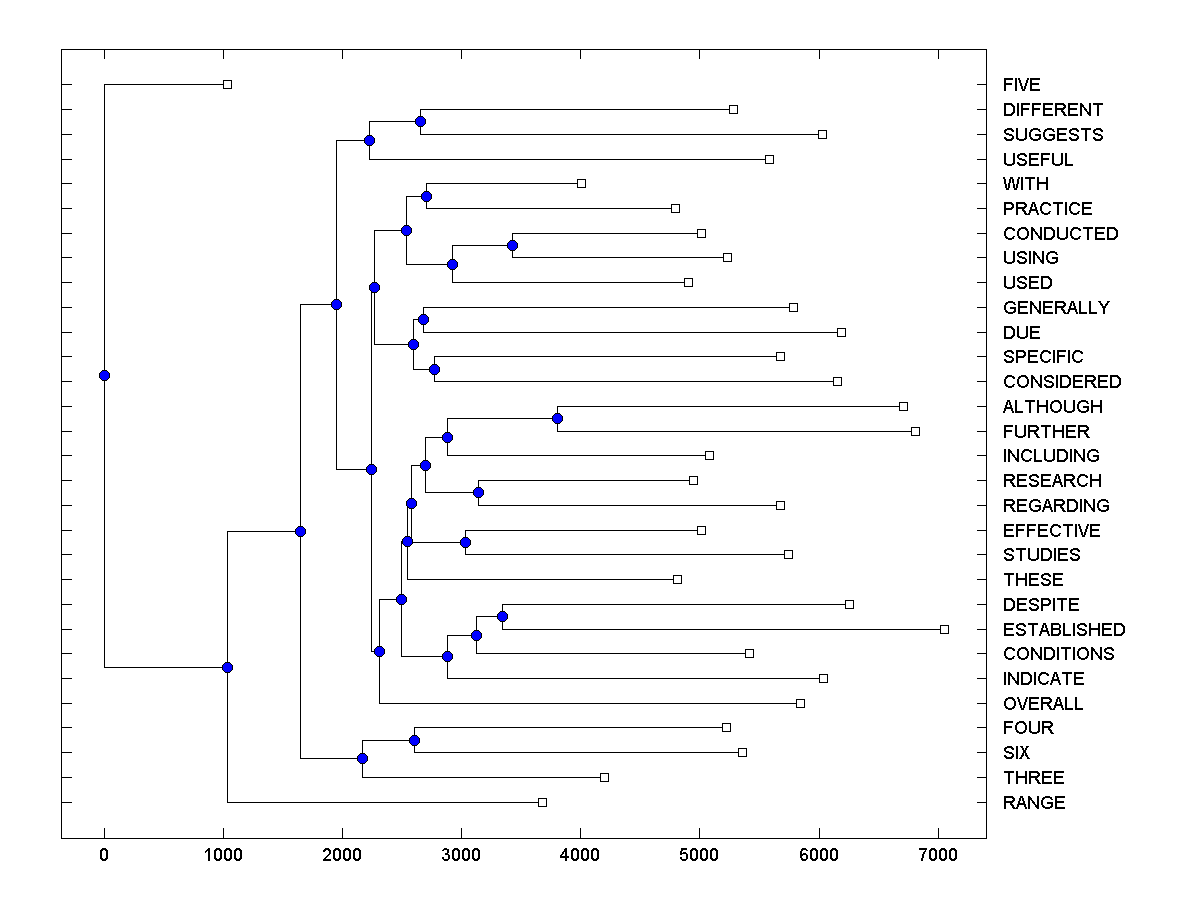 FIVE
DIFFERENT
SUGGESTS
USEFUL
WITH
PRACTICE
CONDUCTED
USING
USED
GENERALLY
DUE
SPECIFIC
CONSIDERED
ALTHOUGH
FURTHER
INCLUDING
RESEARCH
REGARDING
EFFECTIVE
STUDIES
THESE
DESPITE
ESTABLISHED
CONDITIONS
INDICATE
OVERALL
FOUR
SIX
THREE
RANGE
0 1000 2000 3000 4000 5000 6000 7000